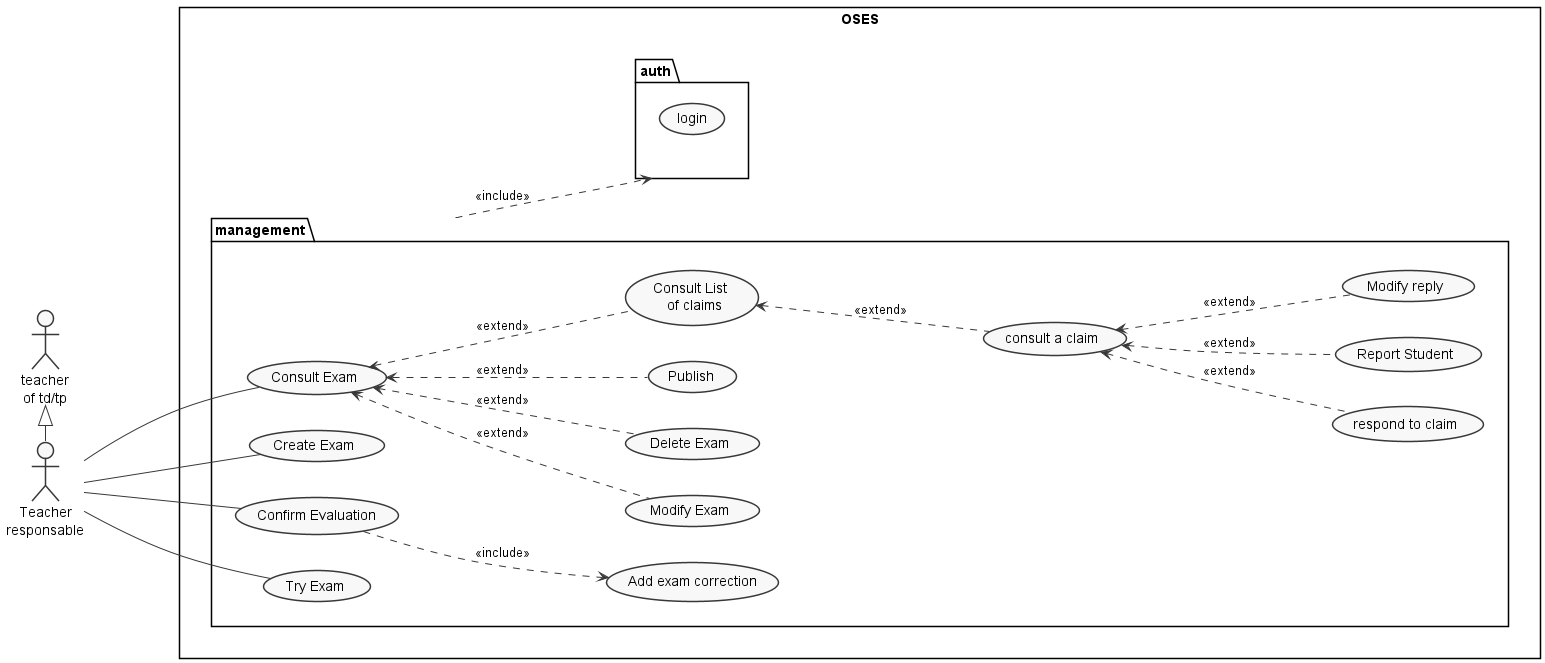 OSES
auth
login
«include»
management
Consult List
of claims
Modify reply
«extend»
«extend»
«extend»
consult a claim
«extend»
Report Student
teacher
of td/tp
Consult Exam
«extend»
Publish
«extend»
«extend»
respond to claim
Create Exam
«extend»
Delete Exam
Teacher
responsable
Confirm Evaluation
Modify Exam
«include»
Try Exam
Add exam correction